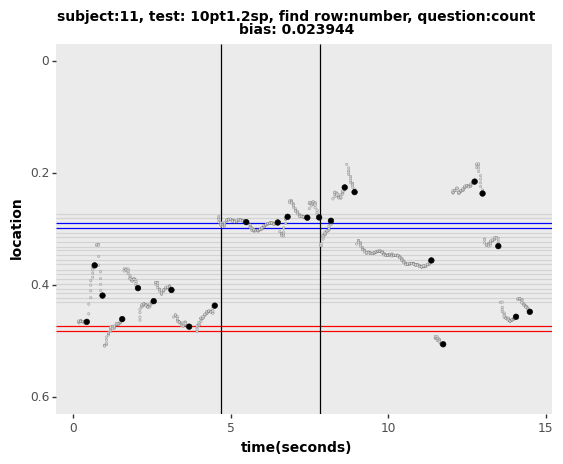 subject:11, test: 10pt1.2sp, find row:number, question:count
bias: 0.023944
0
0.2
0.4
0.6
location
0
5
10
15
time(seconds)